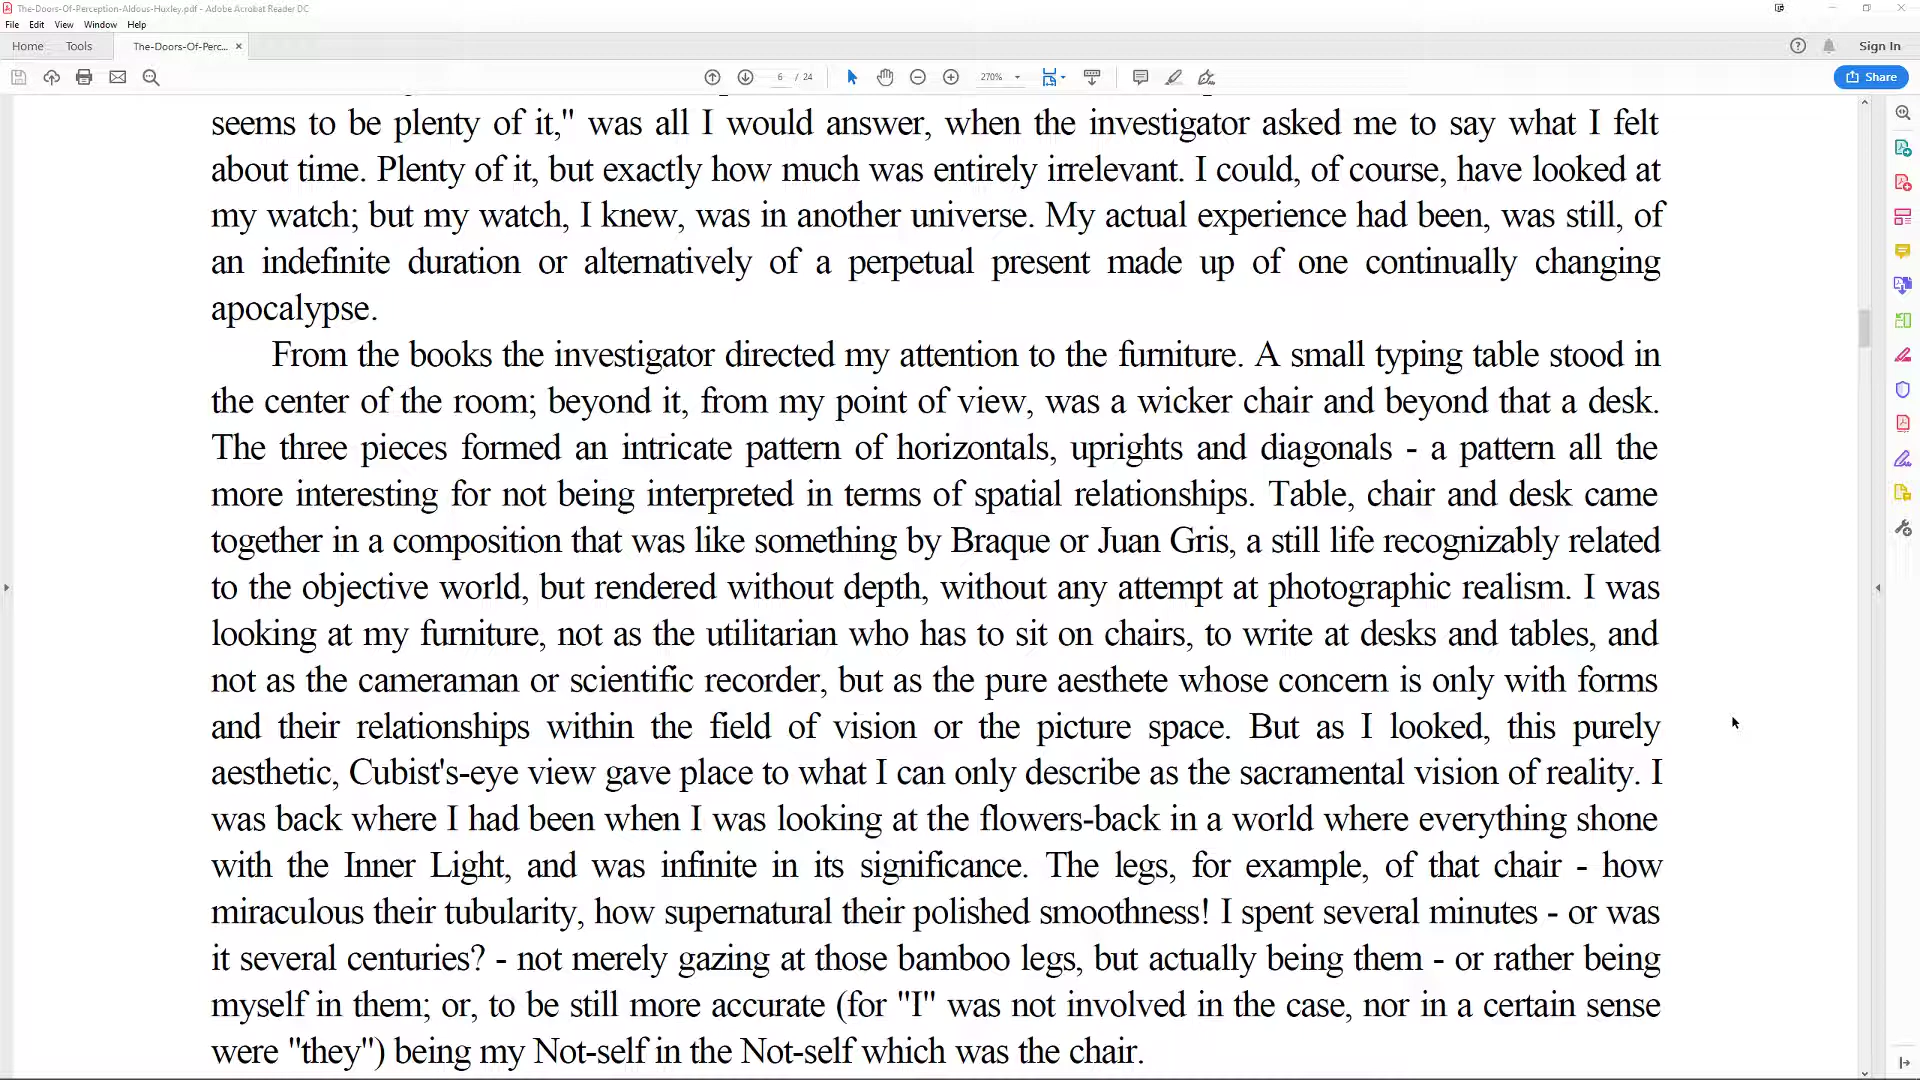 The-Doors-Of-Perception-Aldous-Huxley.pdf - Adobe Acrobat Reader DC
File Edit View Window Help
Home Tools The-Doors-Of-Perc... × Sign In
6 / 24 270% Share
seems to be plenty of it," was all I would answer, when the investigator asked me to say what I felt
about time. Plenty of it, but exactly how much was entirely irrelevant. I could, of course, have looked at
my watch; but my watch, I knew, was in another universe. My actual experience had been, was still, of
an indefinite duration or alternatively of a perpetual present made up of one continually changing
apocalypse.
From the books the investigator directed my attention to the furniture. A small typing table stood in
the center of the room; beyond it, from my point of view, was a wicker chair and beyond that a desk.
The three pieces formed an intricate pattern of horizontals, uprights and diagonals - a pattern all the
more interesting for not being interpreted in terms of spatial relationships. Table, chair and desk came
together in a composition that was like something by Braque or Juan Gris, a still life recognizably related
to the objective world, but rendered without depth, without any attempt at photographic realism. I was
looking at my furniture, not as the utilitarian who has to sit on chairs, to write at desks and tables, and
not as the cameraman or scientific recorder, but as the pure aesthete whose concern is only with forms
and their relationships within the field of vision or the picture space. But as I looked, this purely
aesthetic, Cubist's-eye view gave place to what I can only describe as the sacramental vision of reality. I
was back where I had been when I was looking at the flowers-back in a world where everything shone
with the Inner Light, and was infinite in its significance. The legs, for example, of that chair - how
miraculous their tubularity, how supernatural their polished smoothness! I spent several minutes - or was
it several centuries? - not merely gazing at those bamboo legs, but actually being them - or rather being
myself in them; or, to be still more accurate (for "I" was not involved in the case, nor in a certain sense
were "they") being my Not-self in the Not-self which was the chair.